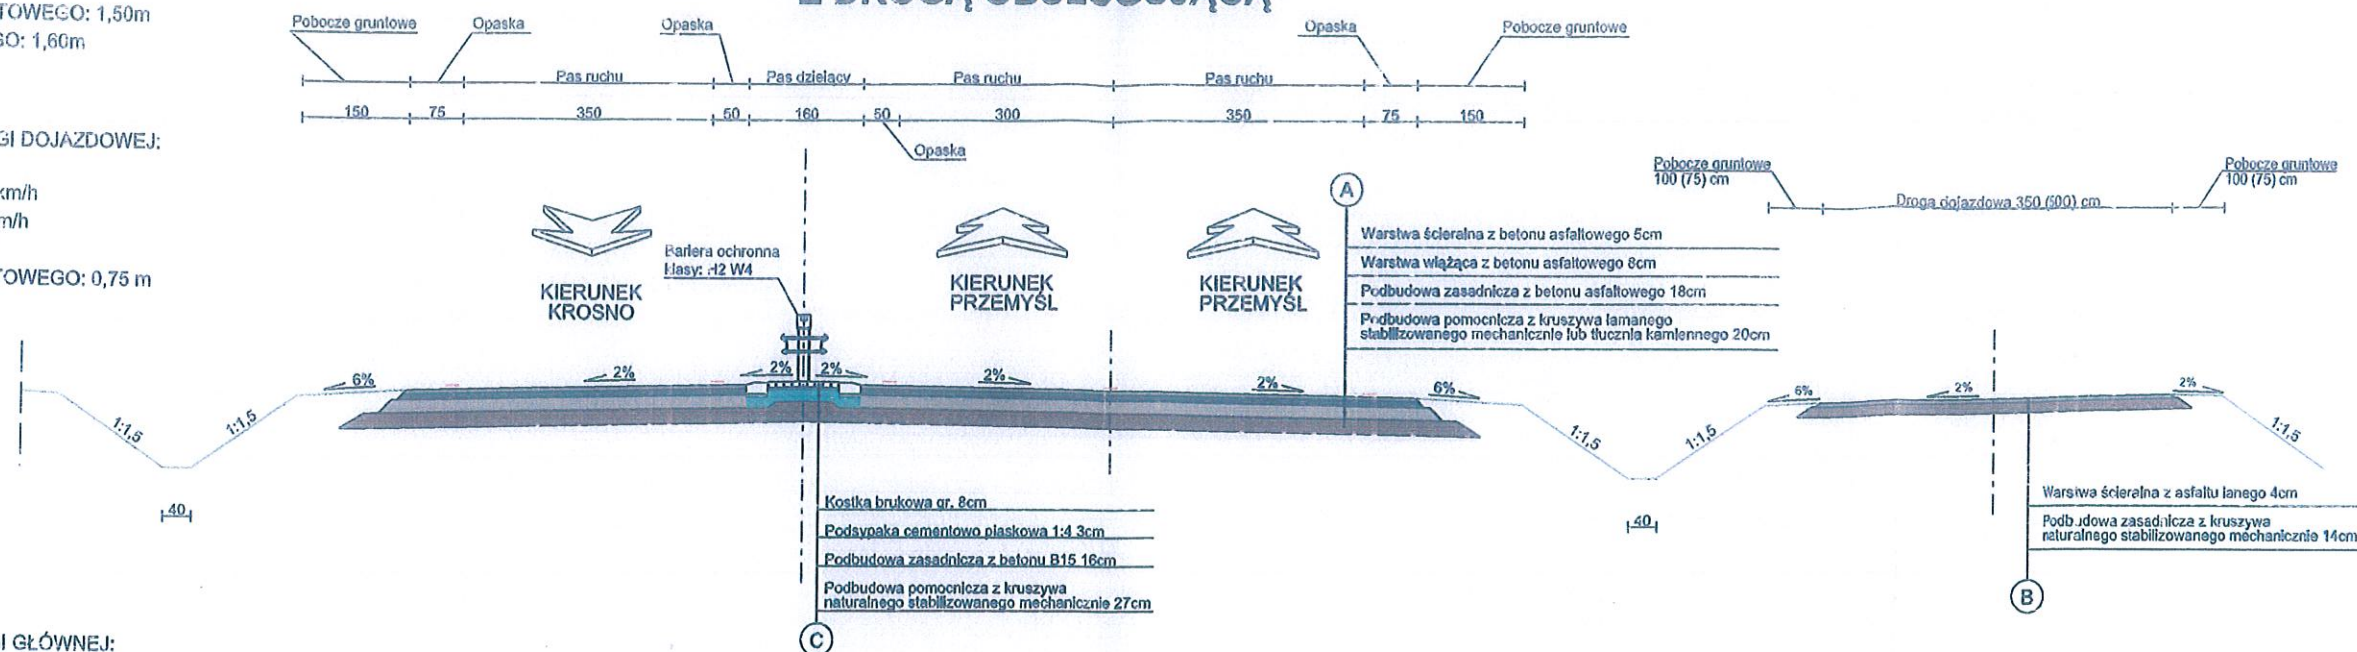 TOWEGO: 1,50m
GO: 1,60m
Z DROGĄ OBSŁUGUJĄCĄ
Pobocze gruntowe
Opaska
Opaska
Opaska
Pobocze gruntowe
Pas ruchu
Pas dzielący
Pas ruchu
Pas ruchu
150
75
350
50
160
50
300
350
75
150
Opaska
GI DOJAZDOWEJ:
km/h
m/h
TOWEGO: 0,75 m
Pobocze gruntowe
100 (75) cm
Droga dojazdowa 350 (500) cm
Pobocze gruntowe
100 (75) cm
A
Warstwa ścieralna z betonu asfaltowego 5cm
Warstwa wiążąca z betonu asfaltowego 8cm
Podbudowa zasadnicza z betonu asfaltowego 18cm
Podbudowa pomocnicza z kruszywa łamanego
stabilizowanego mechanicznie lub tłucznia kamiennego 20cm
Bariera ochronna
klasy: H2 W4
KIERUNEK
KROSNO
KIERUNEK
PRZEMYŚL
KIERUNEK
PRZEMYŚL
6%
2%
2%
2%
2%
2%
6%
6%
2%
2%
1:1,5
1:1,5
1:1,5
1:1,5
1:1,5
40
40
Kostka brukowa gr. 8cm
Podsypaka cementowo piaskowa 1:4 3cm
Podbudowa zasadnicza z betonu B15 16cm
Podbudowa pomocnicza z kruszywa
naturalnego stabilizowanego mechanicznie 27cm
C
Warstwa ścieralna z asfaltu lanego 4cm
Podbudowa zasadnicza z kruszywa
naturalnego stabilizowanego mechanicznie 14cm
B
I GŁÓWNEJ: